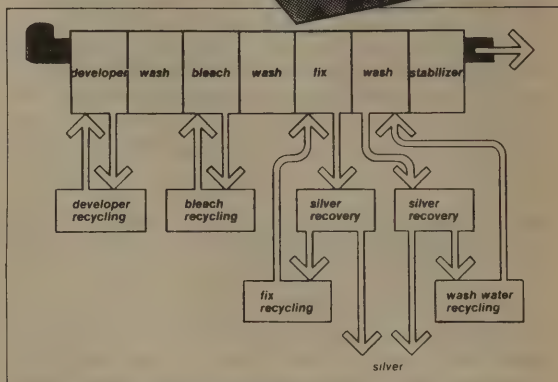 developer wash bleach wash fix wash stabilizer
developer
recycling
bleach
recycling
silver
recovery
silver
recovery
fix
recycling
wash water
recycling
silver